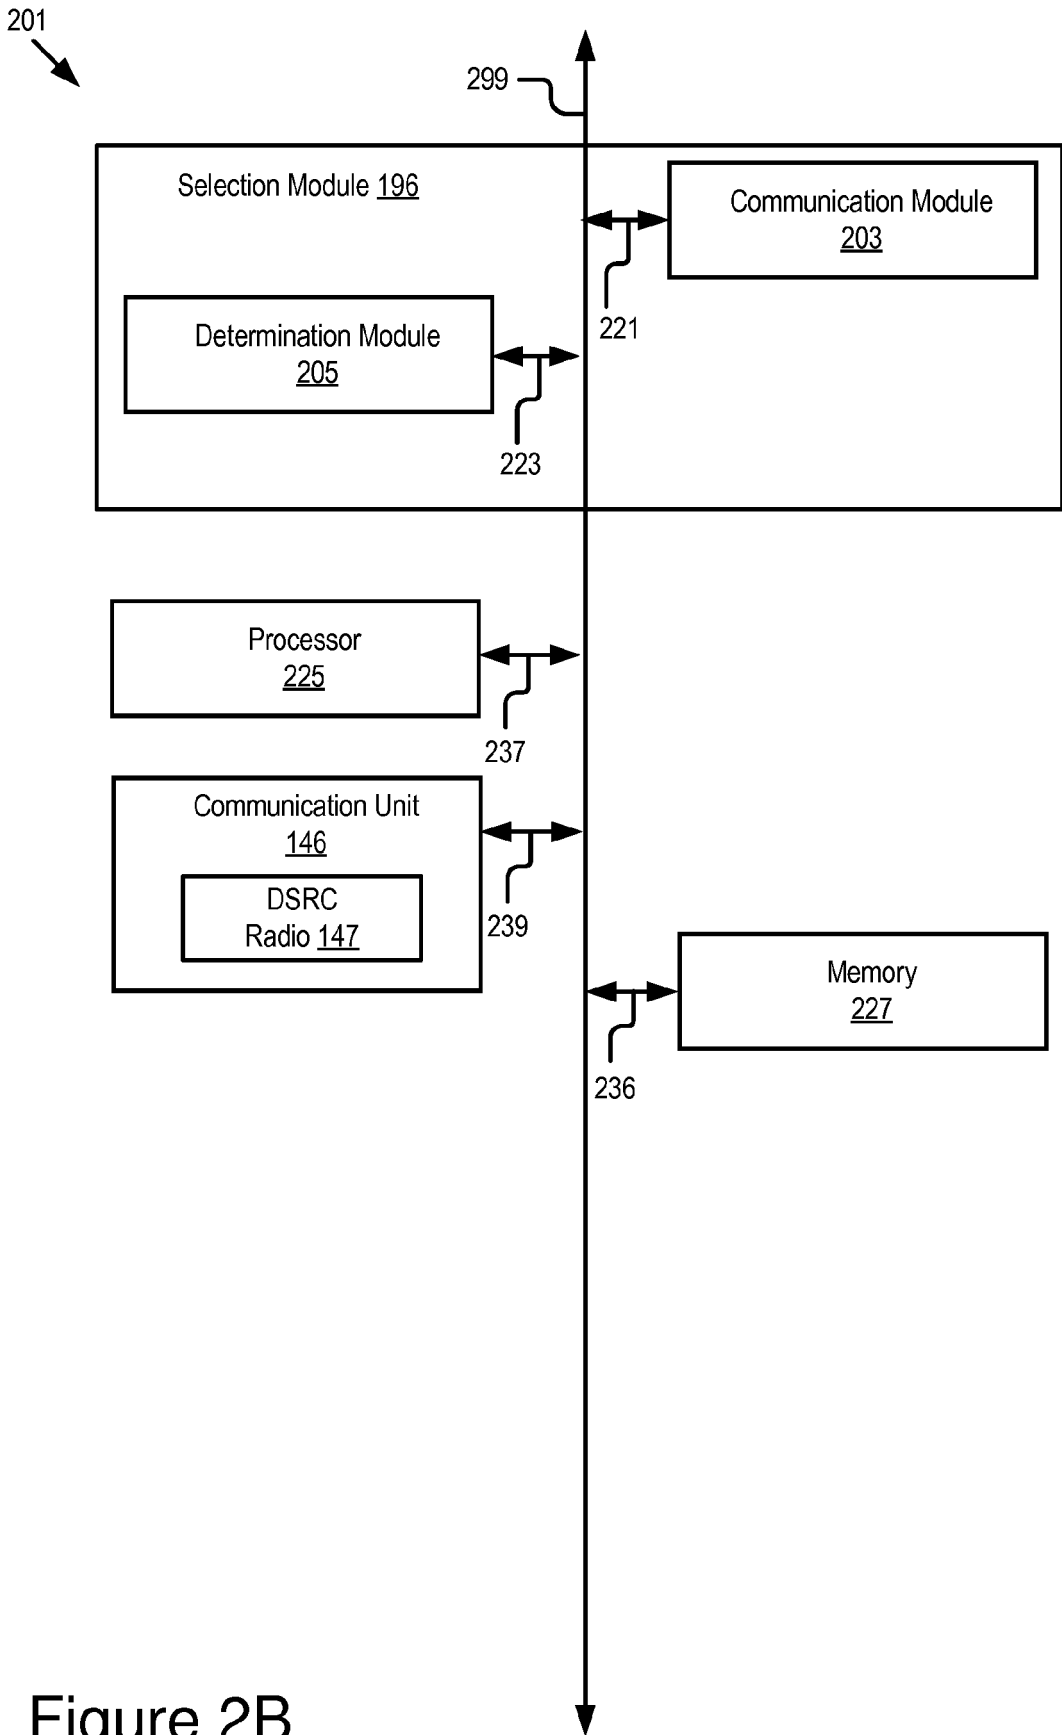 201
299
Selection Module 196
Communication Module
203
221
Determination Module
205
223
Processor
225
237
Communication Unit
146
DSRC
Radio 147
239
Memory
227
236
Figure 2B